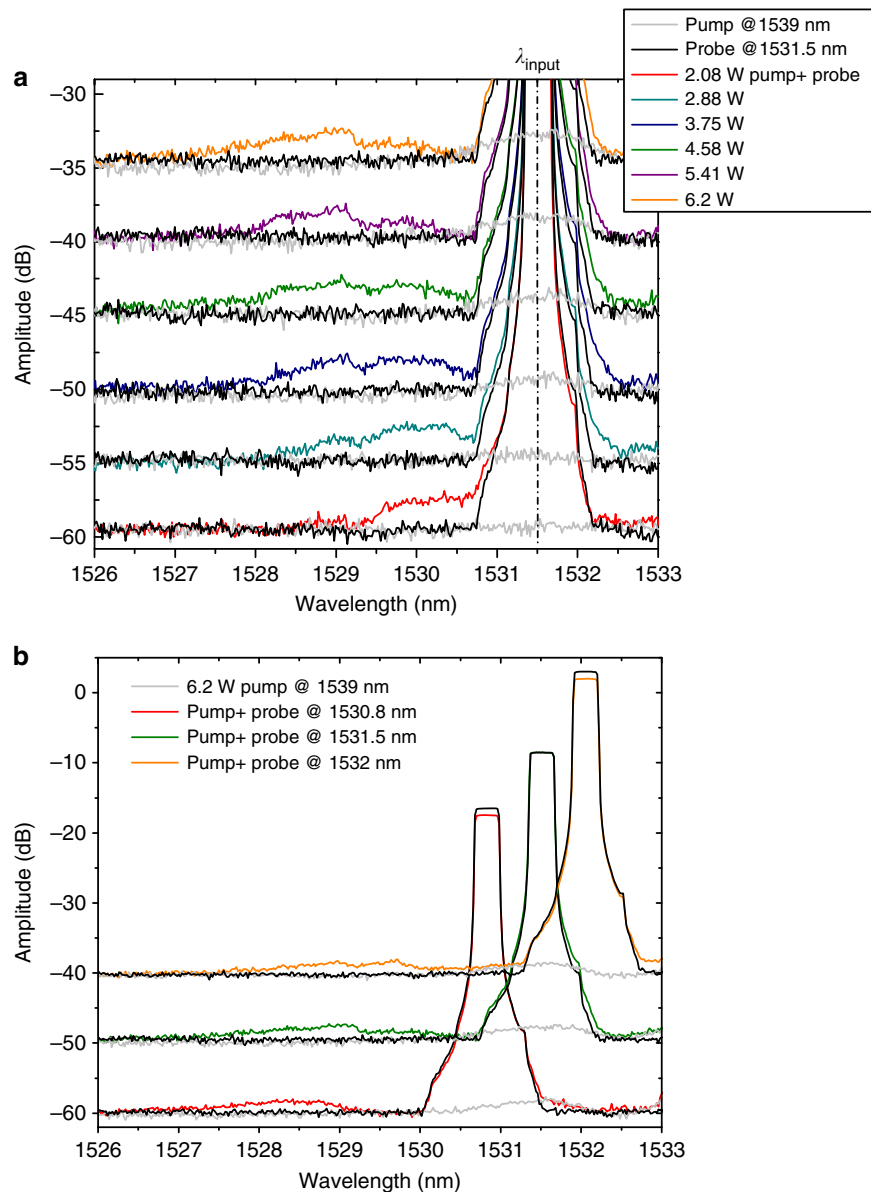 Pump @1539 nm
Probe @1531.5 nm
2.08 W pump+ probe
2.88 W
3.75 W
4.58 W
5.41 W
6.2 W
a
λinput
−30
−35
−40
−45
−50
−55
−60
Amplitude (dB)
1526 1527 1528 1529 1530 1531 1532 1533
Wavelength (nm)
b
6.2 W pump @ 1539 nm
Pump+ probe @ 1530.8 nm
Pump+ probe @ 1531.5 nm
Pump+ probe @ 1532 nm
0
−10
−20
−30
−40
−50
−60
Amplitude (dB)
1526 1527 1528 1529 1530 1531 1532 1533
Wavelength (nm)